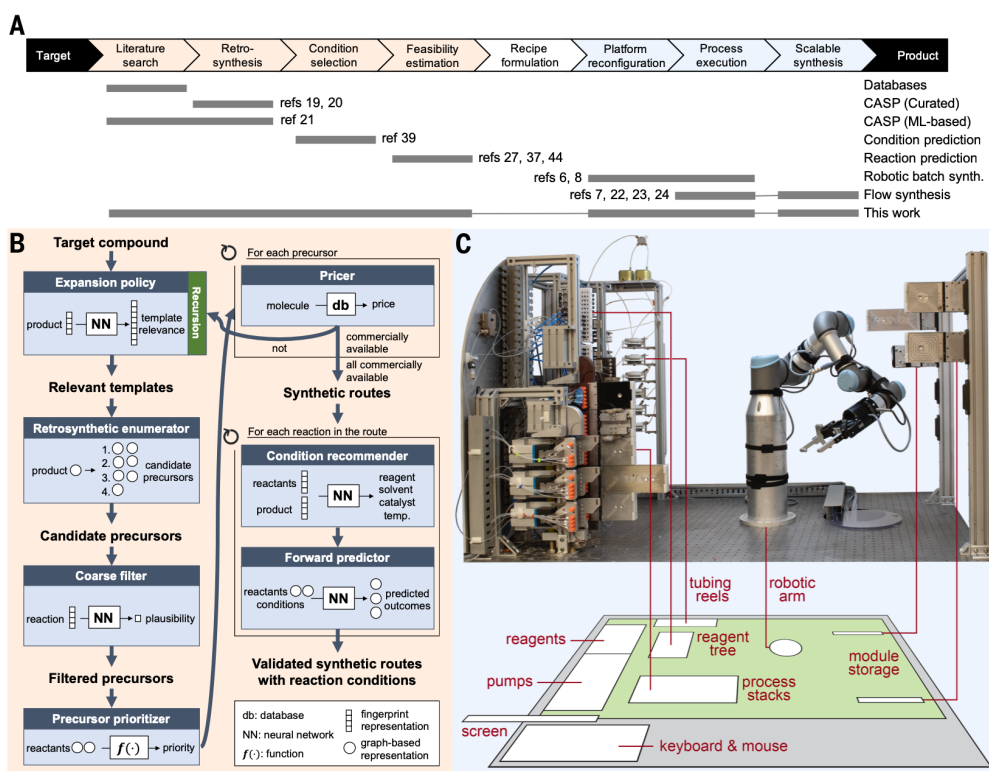 A
Target
Literature
search
Retro-
synthesis
Condition
selection
Feasibility
estimation
Recipe
formulation
Platform
reconfiguration
Process
execution
Scalable
synthesis
Product
Databases
refs 19, 20
CASP (Curated)
ref 21
CASP (ML-based)
ref 39
Condition prediction
refs 27, 37, 44
Reaction prediction
refs 6, 8
Robotic batch synth.
refs 7, 22, 23, 24
Flow synthesis
This work
B
Target compound
Expansion policy
product
NN
template
relevance
Recursion
Relevant templates
Retrosynthetic enumerator
product
1.
2.
3.
4.
candidate
precursors
Candidate precursors
Coarse filter
reaction
NN
plausibility
Filtered precursors
Precursor prioritizer
reactants
f(·)
priority
For each precursor
Pricer
molecule
db
price
not
commercially
available
all commercially
available
Synthetic routes
For each reaction in the route
Condition recommender
reactants
product
NN
reagent
solvent
catalyst
temp.
Forward predictor
reactants
conditions
NN
predicted
outcomes
Validated synthetic routes
with reaction conditions
db: database
NN: neural network
f(·): function
fingerprint
representation
graph-based
representation
C
tubing
reels
robotic
arm
reagents
reagent
tree
module
storage
pumps
process
stacks
screen
keyboard & mouse